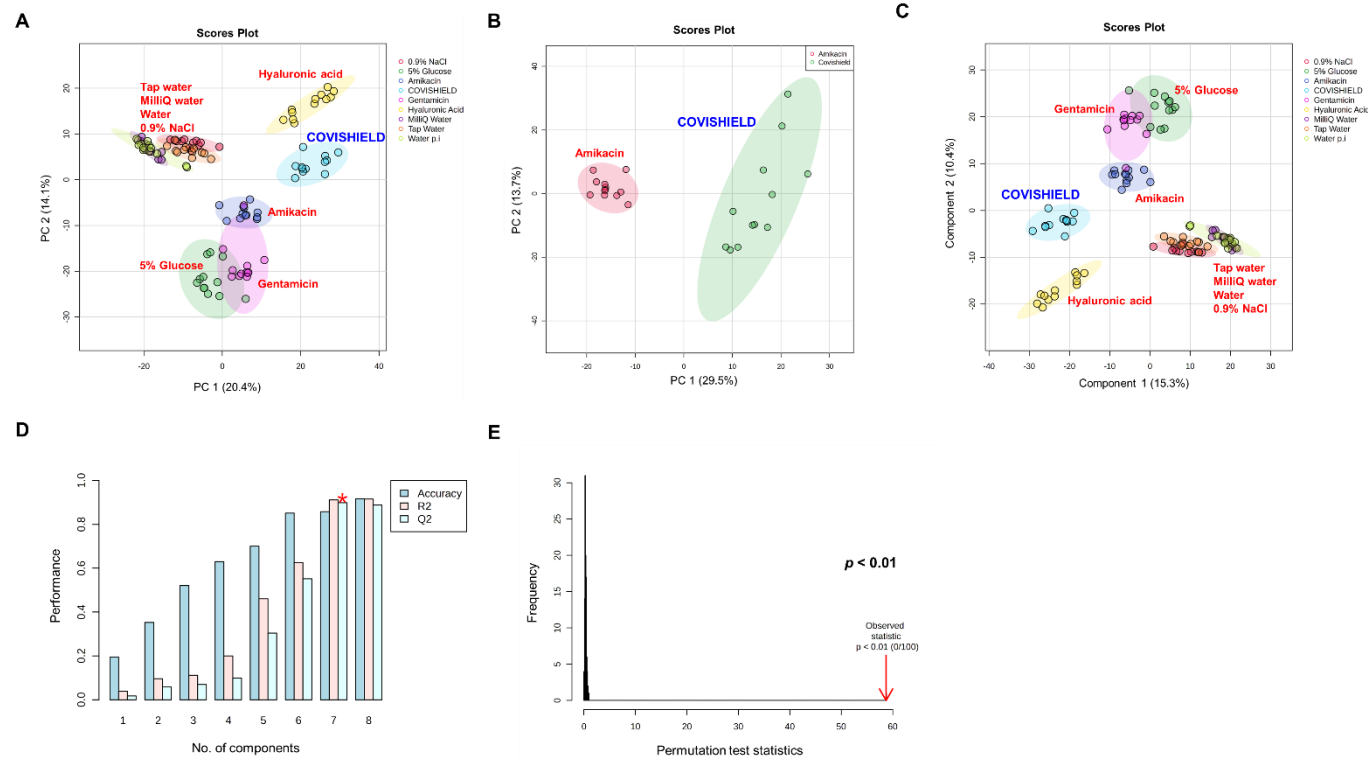 A
Scores Plot
Hyaluronic acid
Tap water
MilliQ water
Water
0.9% NaCl
COVISHIELD
Amikacin
5% Glucose
Gentamicin
0.9% NaCl
5% Glucose
Amikacin
COVISHIELD
Gentamicin
Hyaluronic Acid
MilliQ Water
Tap Water
Water p.i
PC 2 (14.1%)
20
10
0
-10
-20
-30
-20
0
20
40
PC 1 (20.4%)
B
Scores Plot
Amikacin
Covishield
COVISHIELD
Amikacin
PC 2 (13.7%)
40
20
0
-20
-40
-20
-10
0
10
20
30
PC 1 (29.5%)
C
Scores Plot
Gentamicin
5% Glucose
COVISHIELD
Amikacin
Hyaluronic acid
Tap water
MilliQ water
Water
0.9% NaCl
0.9% NaCl
5% Glucose
Amikacin
COVISHIELD
Gentamicin
Hyaluronic Acid
MilliQ Water
Tap Water
Water p.i
Component 2 (10.4%)
30
20
10
0
-10
-20
-30
-40
-30
-20
-10
0
10
20
30
Component 1 (15.3%)
D
Performance
1.0
0.8
0.6
0.4
0.2
0.0
Accuracy
R2
Q2
*
1
2
3
4
5
6
7
8
No. of components
E
Frequency
30
25
20
15
10
5
0
p < 0.01
Observed
statistic
p < 0.01 (0/100)
0
10
20
30
40
50
60
Permutation test statistics